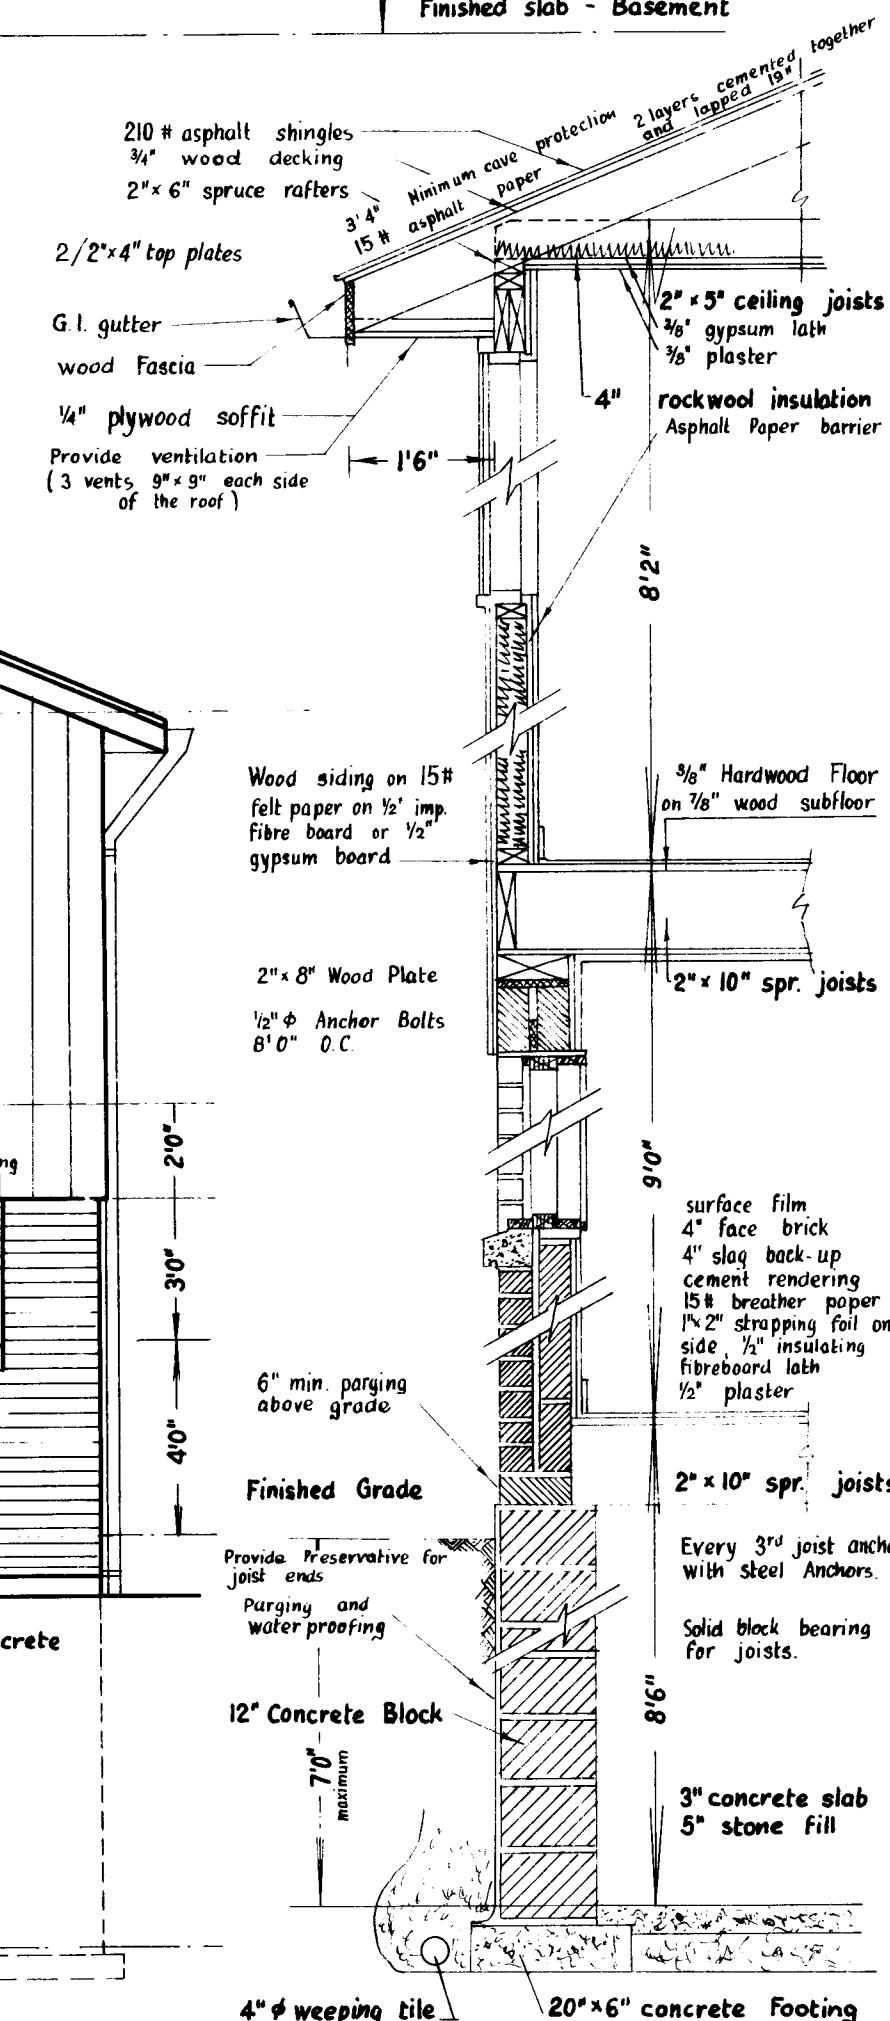 Finished slab - Basement
210 # asphalt shingles
3/4" wood decking
2"x 6" spruce rafters
3'4" Minimum eave protection 2 layers cemented together
15 # asphalt paper and lapped 19"
2/2"x4" top plates
G.I. gutter
wood Fascia
1/4" plywood soffit
Provide ventilation
( 3 vents 9"x 9" each side
of the roof )
1'6"
2" x 5" ceiling joists
3/8" gypsum lath
3/8" plaster
4" rockwool insulation
Asphalt Paper barrier
8'2"
Wood siding on 15#
felt paper on 1/2" imp.
fibre board or 1/2"
gypsum board
3/8" Hardwood Floor
on 7/8" wood subfloor
2"x 8" Wood Plate
1/2" ϕ Anchor Bolts
8'0" O.C.
2"x 10" spr. joists
2'0"
3'0"
4'0"
9'0"
surface film
4" face brick
4" slag back-up
cement rendering
15# breather paper
1"x 2" strapping foil on
side, 1/2" insulating
fibreboard lath
1/2" plaster
6" min. parging
above grade
Finished Grade
2" x 10" spr. joists
Provide Preservative for
joist ends
Parging and
waterproofing
Every 3rd joist
with steel Anchors.
Solid block bearing
for joists.
crete
12" Concrete Block
8'6"
7'0"
maximum
3" concrete slab
5" stone fill
4" ϕ weeping tile
20"x6" concrete Footing